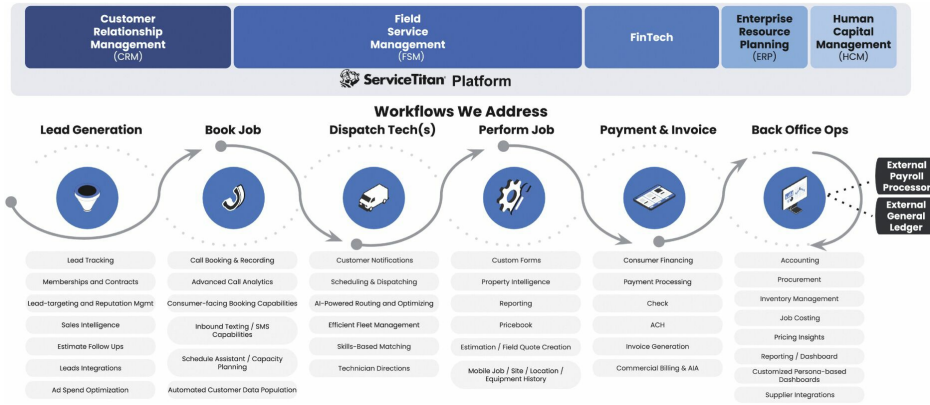 Customer
Relationship
Management
(CRM)
Field
Service
Management
(FSM)
FinTech
Enterprise
Resource
Planning
(ERP)
Human
Capital
Management
(HCM)
ServiceTitan Platform
Workflows We Address
Lead Generation
Book Job
Dispatch Tech(s)
Perform Job
Payment & Invoice
Back Office Ops
External
Payroll
Processor
External
General
Ledger
Lead Tracking
Memberships and Contracts
Lead-targeting and Reputation Mgmt
Sales Intelligence
Estimate Follow Ups
Leads Integrations
Ad Spend Optimization
Call Booking & Recording
Advanced Call Analytics
Consumer-facing Booking Capabilities
Inbound Texting / SMS
Capabilities
Schedule Assistant / Capacity
Planning
Automated Customer Data Population
Customer Notifications
Scheduling & Dispatching
AI-Powered Routing and Optimizing
Efficient Fleet Management
Skills-Based Matching
Technician Directions
Custom Forms
Property Intelligence
Reporting
Pricebook
Estimation / Field Quote Creation
Mobile Job / Site / Location /
Equipment History
Consumer Financing
Payment Processing
Check
ACH
Invoice Generation
Commercial Billing & AIA
Accounting
Procurement
Inventory Management
Job Costing
Pricing Insights
Reporting / Dashboard
Customized Persona-based
Dashboards
Supplier Integrations